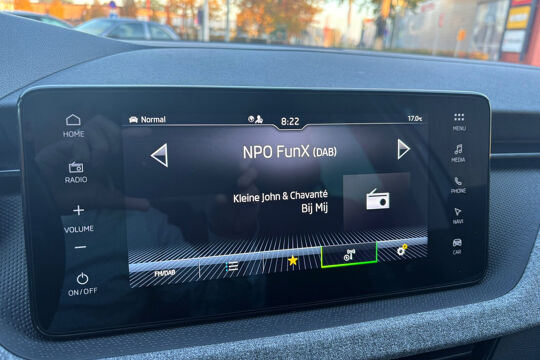 Normal
8:22
17.0°C
HOME
RADIO
VOLUME
ON/OFF
NPO FunX (DAB)
Kleine John & Chavanté
Bij Mij
FM/DAB
MENU
MEDIA
PHONE
NAVI
CAR